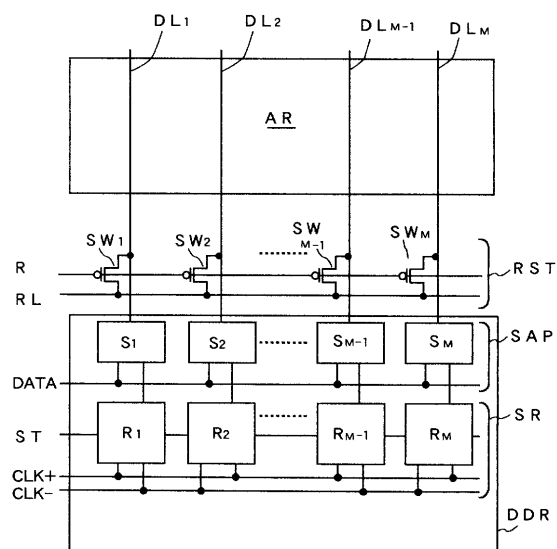 DL1 DL2 DLM-1 DLM
AR
SW1 SW2 SW M-1 SWM
R
RL
RST
S1 S2 SM-1 SM
SAP
DATA
ST
R1 R2 RM-1 RM
SR
CLK+
CLK-
DDR